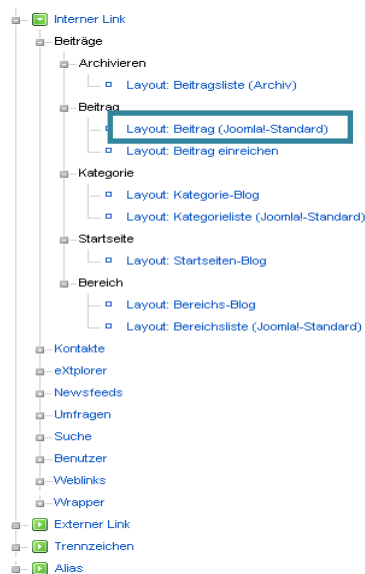 Interner Link
Beiträge
Archivieren
Layout: Beitragsliste (Archiv)
Beitrag
Layout: Beitrag (Joomla!-Standard)
Layout: Beitrag einreichen
Kategorie
Layout: Kategorie-Blog
Layout: Kategorieliste (Joomla!-Standard)
Startseite
Layout: Startseiten-Blog
Bereich
Layout: Bereichs-Blog
Layout: Bereichsliste (Joomla!-Standard)
Kontakte
eXtplorer
Newsfeeds
Umfragen
Suche
Benutzer
Weblinks
Wrapper
Externer Link
Trennzeichen
Alias